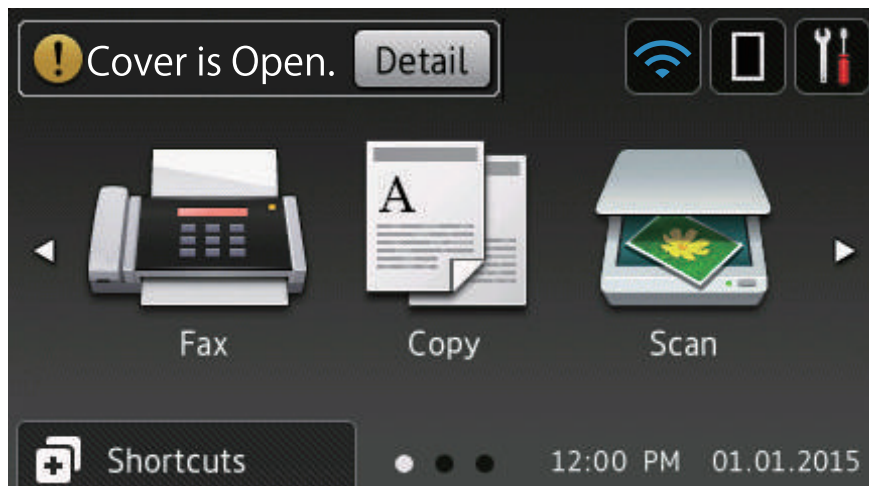 Cover is Open. Detail
A
Fax Copy Scan
Shortcuts 12:00 PM 01.01.2015